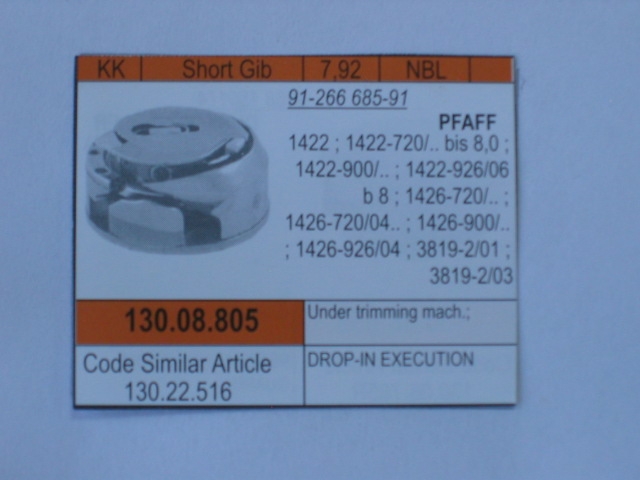 KK Short Gib 7,92 NBL
91-266 685-91
PFAFF
1422 ; 1422-720/.. bis 8,0 ;
1422-900/.. ; 1422-926/06
b 8 ; 1426-720/.. ;
1426-720/04.. ; 1426-900/..
; 1426-926/04 ; 3819-2/01 ;
3819-2/03
130.08.805
Under trimming mach.;
Code Similar Article
130.22.516
DROP-IN EXECUTION